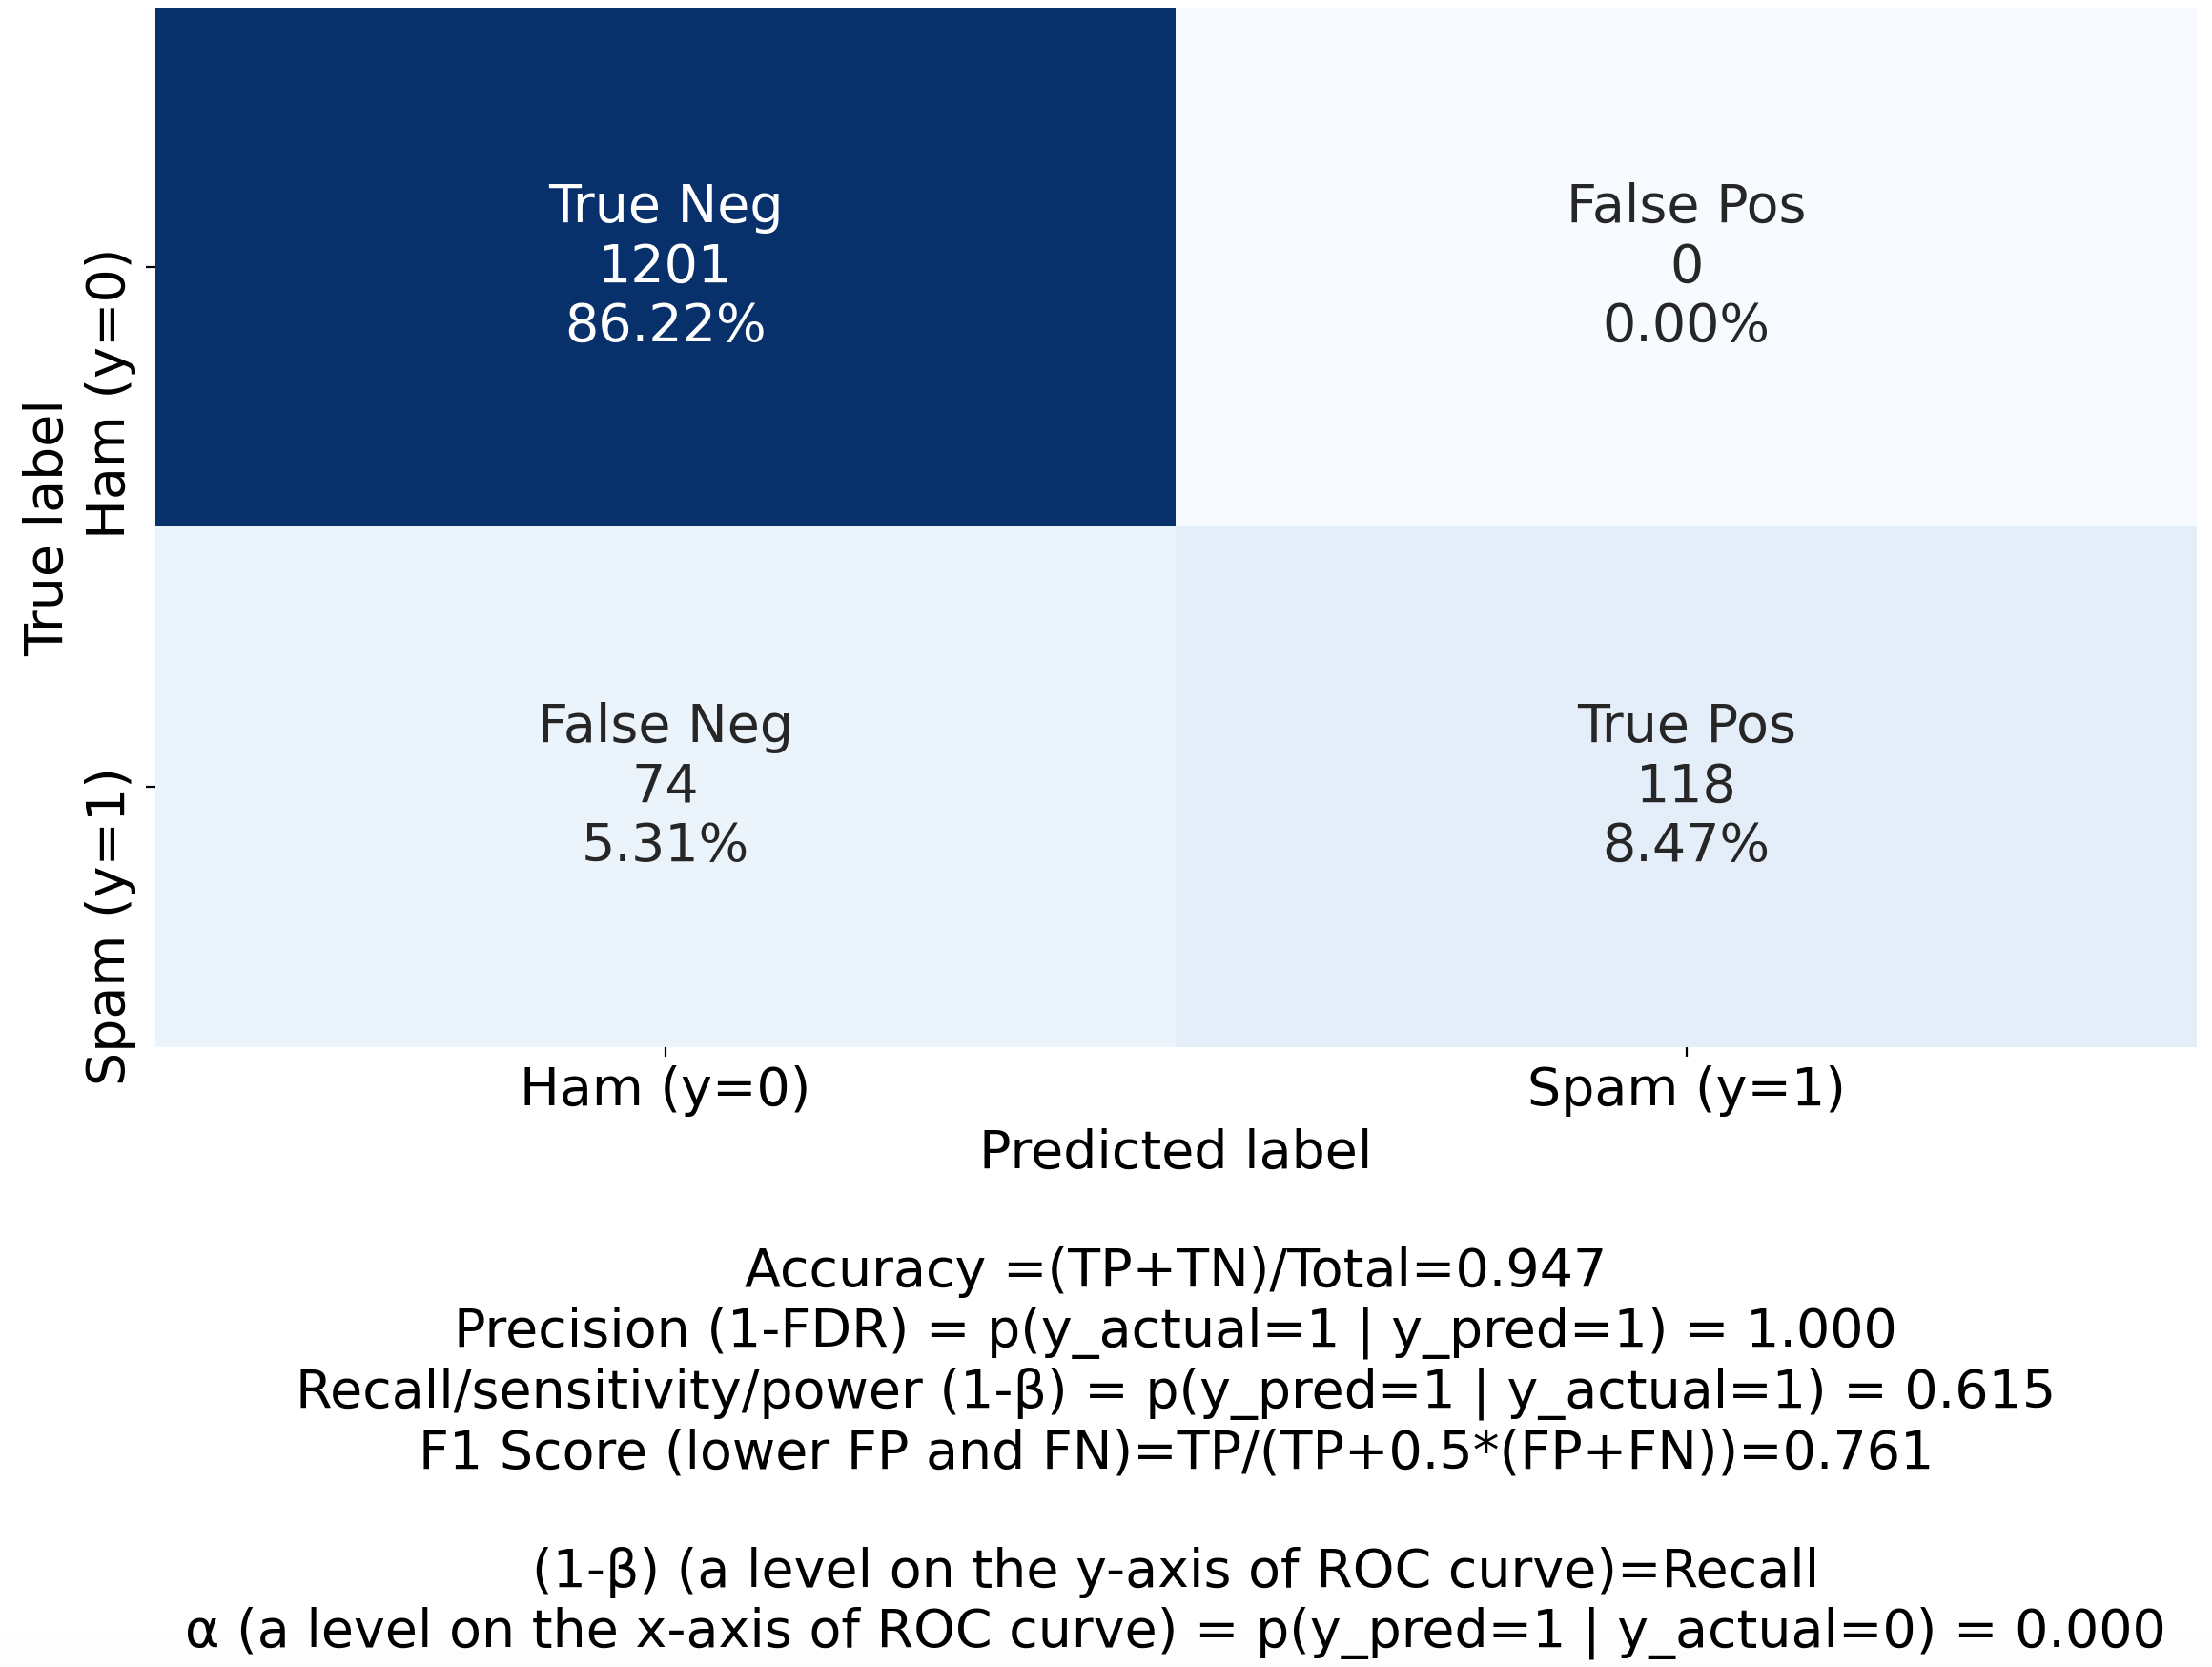 True label
Ham (y=0)
True Neg
1201
86.22%
False Pos
0
0.00%
Spam (y=1)
False Neg
74
5.31%
True Pos
118
8.47%
Ham (y=0)
Spam (y=1)
Predicted label
Accuracy =(TP+TN)/Total=0.947
Precision (1-FDR) = p(y_actual=1 | y_pred=1) = 1.000
Recall/sensitivity/power (1-β) = p(y_pred=1 | y_actual=1) = 0.615
F1 Score (lower FP and FN)=TP/(TP+0.5*(FP+FN))=0.761
(1-β) (a level on the y-axis of ROC curve)=Recall
α (a level on the x-axis of ROC curve) = p(y_pred=1 | y_actual=0) = 0.000